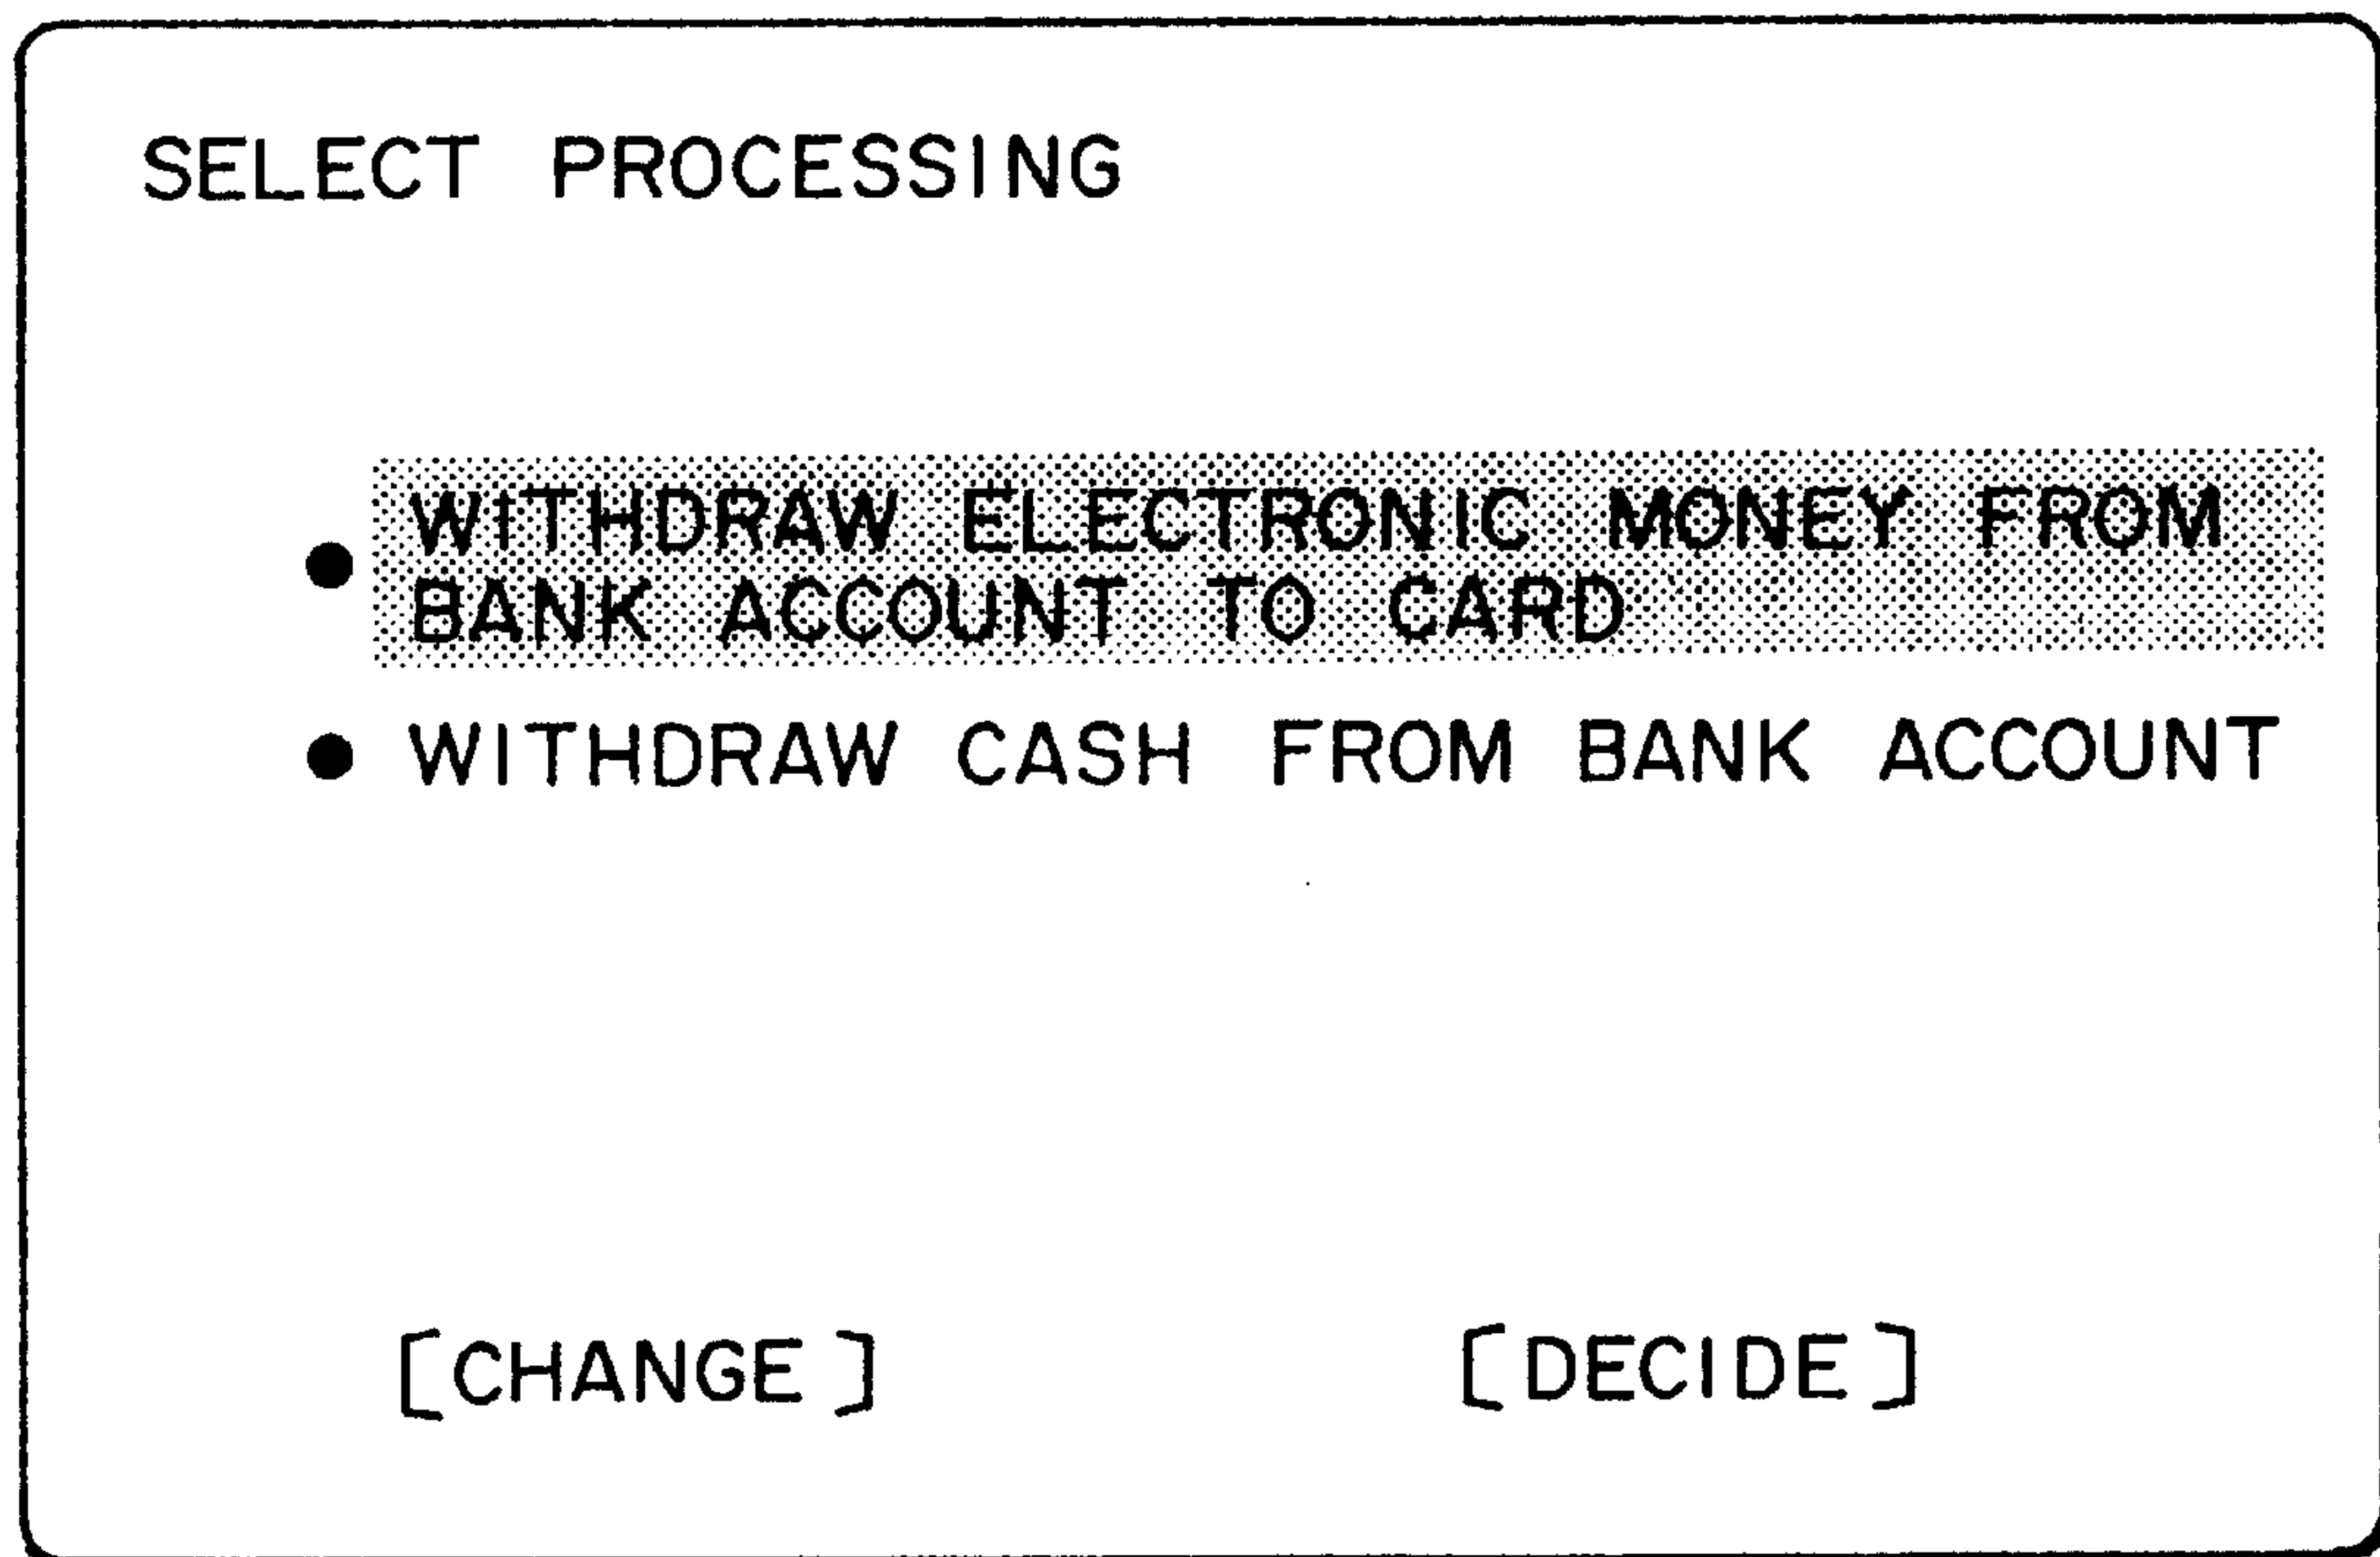 SELECT PROCESSING
● WITHDRAW ELECTRONIC MONEY FROM
BANK ACCOUNT TO CARD
● WITHDRAW CASH FROM BANK ACCOUNT
[CHANGE] [DECIDE]